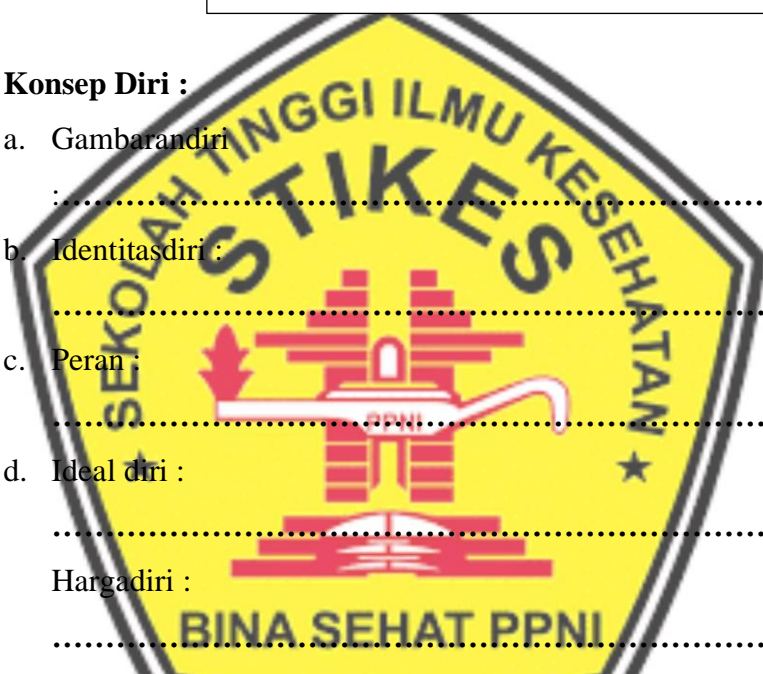 Konsep Diri :
a. Gambarandiri
:..........................................................................
b. Identitasdiri :
..........................................................................
c. Peran :
..........................................................................
d. Ideal diri :
..........................................................................
Hargadiri :
..........................................................................
SEKOLAH TINGGI ILMU KESEHATAN
STIKES
PPNI
BINA SEHAT PPNI